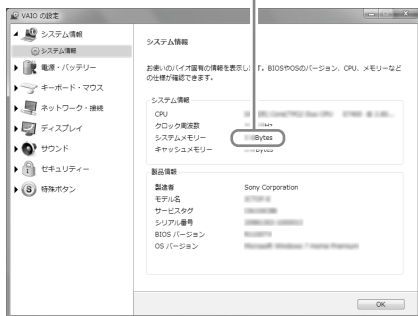 VAIO の設定
システム情報
システム情報
電源・バッテリー
キーボード・マウス
ネットワーク・接続
ディスプレイ
サウンド
セキュリティー
特殊ボタン
システム情報
お使いのバイオ固有の情報を表示し ます。BIOSやOSのバージョン、CPU、メモリーなど
の仕様が確認できます。
システム情報
CPU
クロック周波数 Hz
システムメモリー Bytes
キャッシュメモリー Bytes
製品情報
製造者 Sony Corporation
モデル名
サービスタグ
シリアル番号
BIOS バージョン
OS バージョン
OK